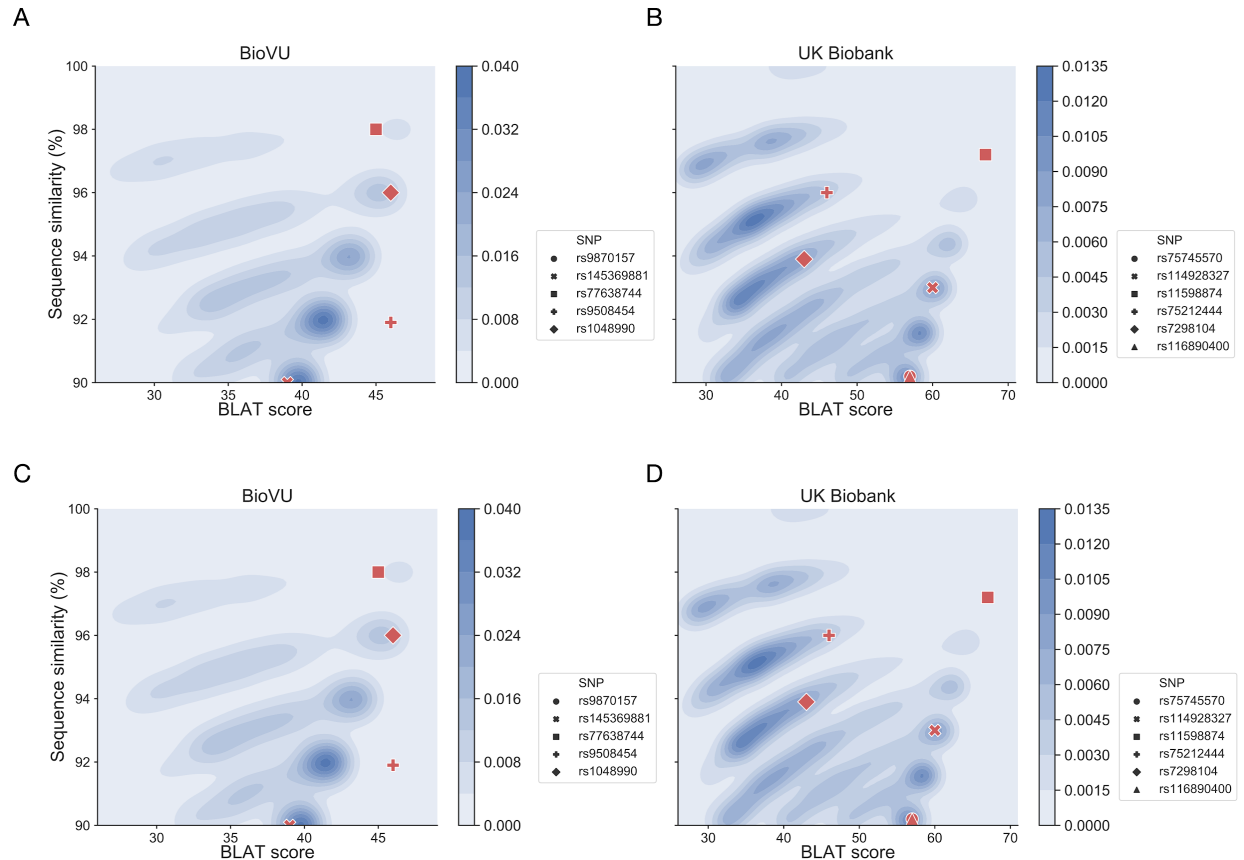 A
B
BioVU
UK Biobank
Sequence similarity (%)
100
98
96
94
92
90
30
35
40
45
BLAT score
0.040
0.032
0.024
0.016
0.008
0.000
SNP
rs9870157
rs145369881
rs77638744
rs9508454
rs1048990
30
40
50
60
70
BLAT score
0.0135
0.0120
0.0105
0.0090
0.0075
0.0060
0.0045
0.0030
0.0015
0.0000
SNP
rs75745570
rs114928327
rs11598874
rs75212444
rs7298104
rs116890400
C
D
BioVU
UK Biobank
Sequence similarity (%)
100
98
96
94
92
90
30
35
40
45
BLAT score
0.040
0.032
0.024
0.016
0.008
0.000
SNP
rs9870157
rs145369881
rs77638744
rs9508454
rs1048990
30
40
50
60
70
BLAT score
0.0135
0.0120
0.0105
0.0090
0.0075
0.0060
0.0045
0.0030
0.0015
0.0000
SNP
rs75745570
rs114928327
rs11598874
rs75212444
rs7298104
rs116890400